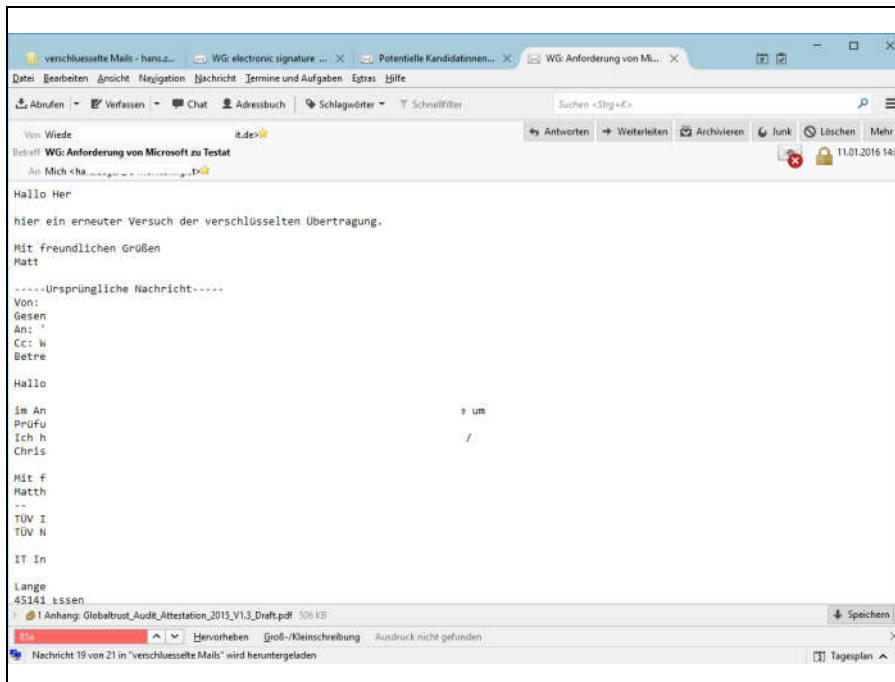 verschluesselte Mails - hans.z...
WG: electronic signature ...
Potentielle Kandidatinnen...
WG: Anforderung von Mi...
Datei Bearbeiten Ansicht Navigation Nachricht Termine und Aufgaben Extras Hilfe
Abrufen Verfassen Chat Adressbuch Schlagwörter Schnellfilter Suchen <Strg+K>
Von Wiede it.de>
Antworten Weiterleiten Archivieren Junk Löschen Mehr
Betreff WG: Anforderung von Microsoft zu Testat
11.01.2016 14:
An Mich
Hallo Her
hier ein erneuter Versuch der verschlüsselten Übertragung.
Mit freundlichen Grüßen
Matt
-----Ursprüngliche Nachricht-----
Von:
Gesen
An: '
Cc: W
Betre
Hallo
im An um
Prüfu
Ich h /
Chris
Mit f
Matth
--
TÜV I
TÜV N
IT In
Lange
45141 Essen
1 Anhang: Globaltrust_Audit_Attestation_2015_V1.3_Draft.pdf 506 KB
Speichern
Hervorheben Groß-/Kleinschreibung Ausdruck nicht gefunden
Nachricht 19 von 21 in "verschluesselte Mails" wird heruntergeladen
Tagesplan